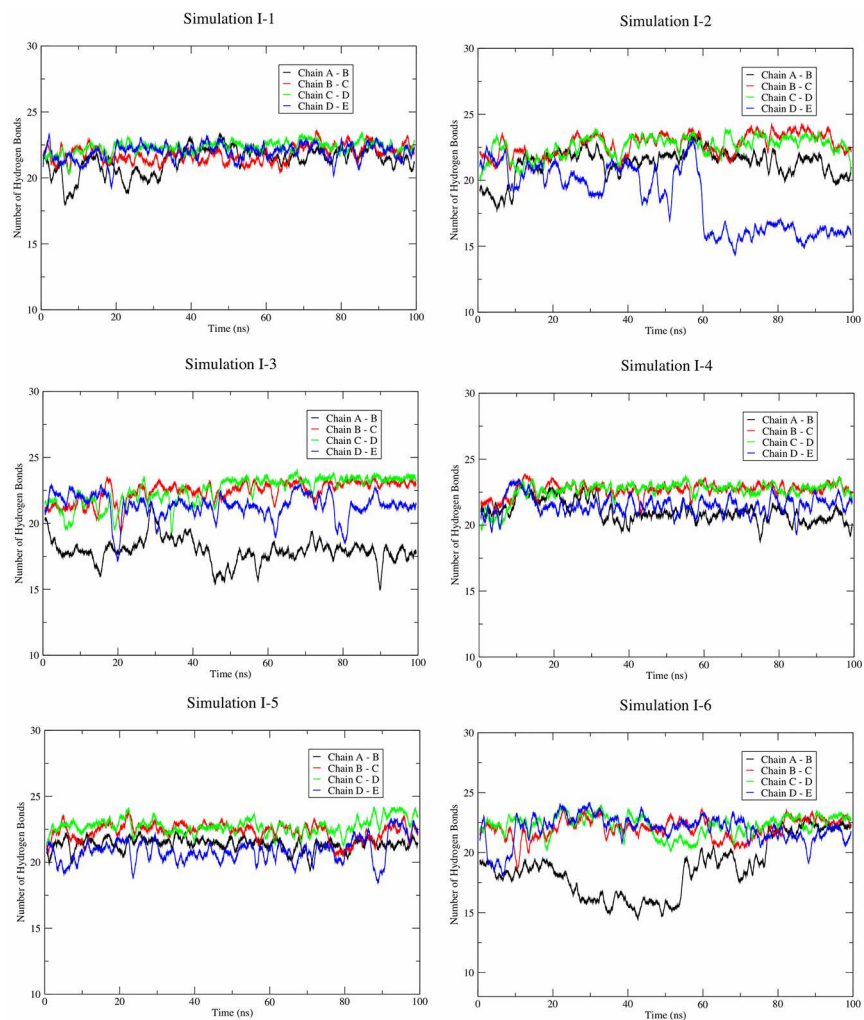 Simulation I-1
30
25
20
15
10
Number of Hydrogen Bonds
Chain A - B
Chain B - C
Chain C - D
Chain D - E
0 20 40 60 80 100
Time (ns)
Simulation I-2
30
25
20
15
10
Number of Hydrogen Bonds
Chain A - B
Chain B - C
Chain C - D
Chain D - E
0 20 40 60 80 100
Time (ns)
Simulation I-3
30
25
20
15
10
Number of Hydrogen Bonds
Chain A - B
Chain B - C
Chain C - D
Chain D - E
0 20 40 60 80 100
Time (ns)
Simulation I-4
30
25
20
15
10
Number of Hydrogen Bonds
Chain A - B
Chain B - C
Chain C - D
Chain D - E
0 20 40 60 80 100
Time (ns)
Simulation I-5
30
25
20
15
10
Number of Hydrogen Bonds
Chain A - B
Chain B - C
Chain C - D
Chain D - E
0 20 40 60 80 100
Time (ns)
Simulation I-6
30
25
20
15
10
Number of Hydrogen Bonds
Chain A - B
Chain B - C
Chain C - D
Chain D - E
0 20 40 60 80 100
Time (ns)